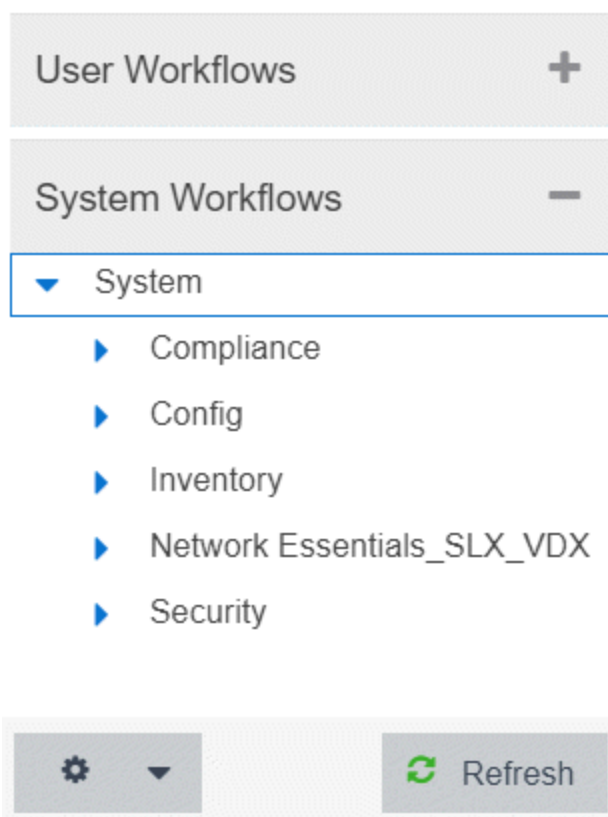 User Workflows
System Workflows
System
Compliance
Config
Inventory
Network Essentials_SLX_VDX
Security
Refresh